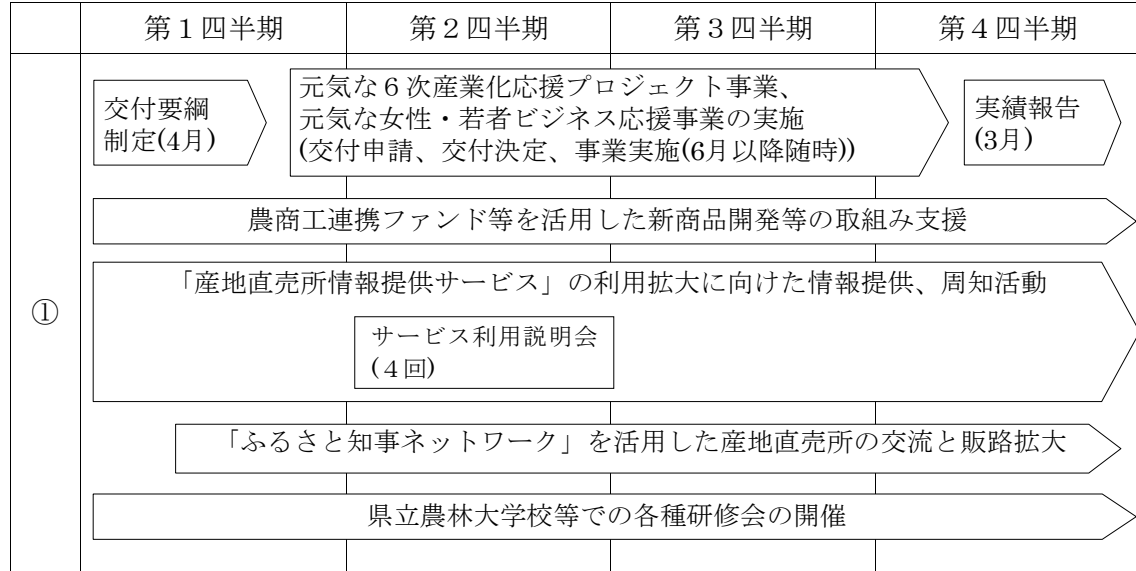 第１四半期 第２四半期 第３四半期 第４四半期
①
交付要綱
制定(4月)
元気な６次産業化応援プロジェクト事業、
元気な女性・若者ビジネス応援事業の実施
(交付申請、交付決定、事業実施(6月以降随時))
実績報告
(3月)
農商工連携ファンド等を活用した新商品開発等の取組み支援
「産地直売所情報提供サービス」の利用拡大に向けた情報提供、周知活動
サービス利用説明会
(４回)
「ふるさと知事ネットワーク」を活用した産地直売所の交流と販路拡大
県立農林大学校等での各種研修会の開催